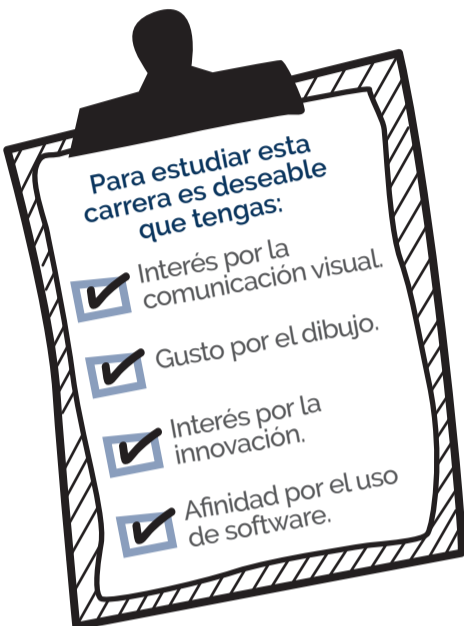 Para estudiar esta
carrera es deseable
que tengas:
Interés por la
comunicación visual.
Gusto por el dibujo.
Interés por la
innovación.
Afinidad por el uso
de software.